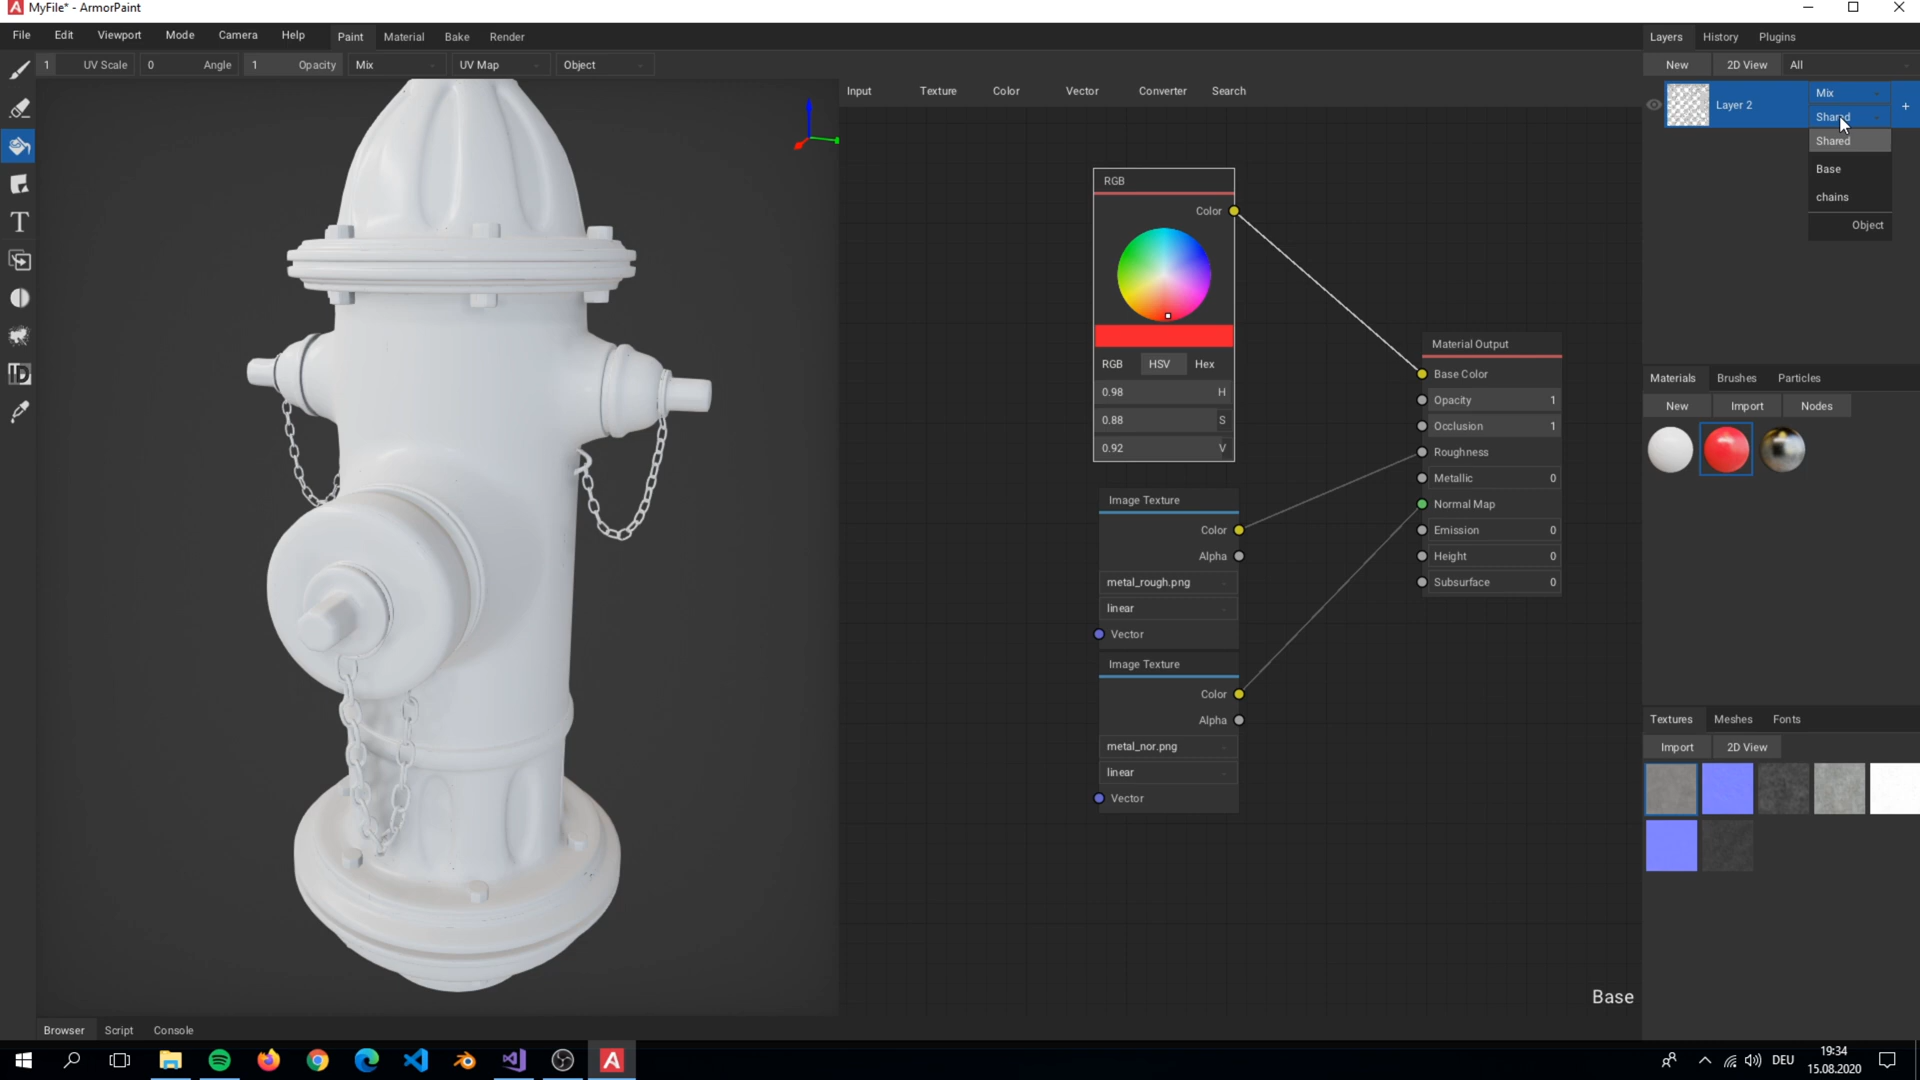 MyFile* - ArmorPaint
File Edit Viewport Mode Camera Help Paint Material Bake Render
Layers History Plugins
1 UV Scale 0 Angle 1 Opacity Mix UV Map Object
New 2D View All
Input Texture Color Vector Converter Search
Layer 2
Mix
Shared
Shared
Base
chains
Object
RGB
Color
RGB HSV Hex
0.98 H
0.88 S
0.92 V
Image Texture
Color
Alpha
metal_rough.png
linear
Vector
Image Texture
Color
Alpha
metal_nor.png
linear
Vector
Material Output
Base Color
Opacity 1
Occlusion 1
Roughness
Metallic 0
Normal Map
Emission 0
Height 0
Subsurface 0
Base
Materials Brushes Particles
New Import Nodes
Textures Meshes Fonts
Import 2D View
Browser Script Console
DEU
19:34
15.08.2020